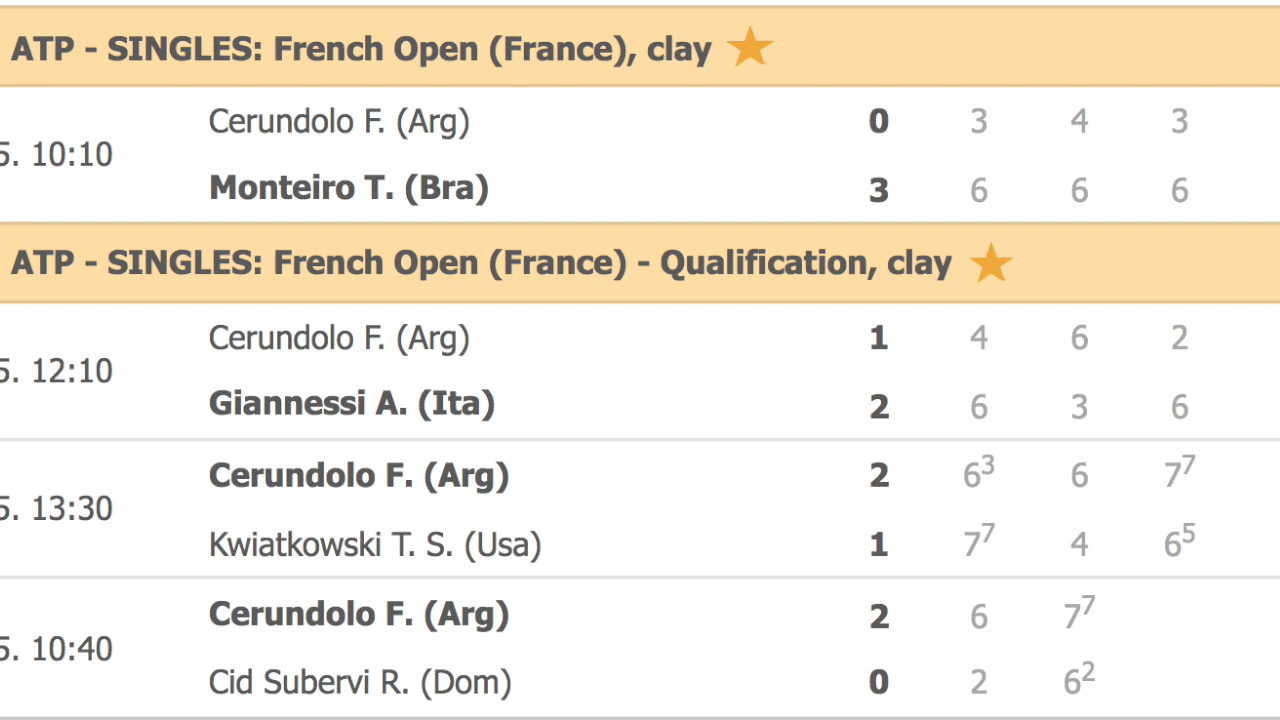 ATP - SINGLES: French Open (France), clay
Cerundolo F. (Arg) 0 3 4 3
5. 10:10
Monteiro T. (Bra) 3 6 6 6
ATP - SINGLES: French Open (France) - Qualification, clay
Cerundolo F. (Arg) 1 4 6 2
5. 12:10
Giannessi A. (Ita) 2 6 3 6
Cerundolo F. (Arg) 2 6³ 6 7⁷
5. 13:30
Kwiatkowski T. S. (Usa) 1 7⁷ 4 6⁵
Cerundolo F. (Arg) 2 6 7⁷
5. 10:40
Cid Subervi R. (Dom) 0 2 6²